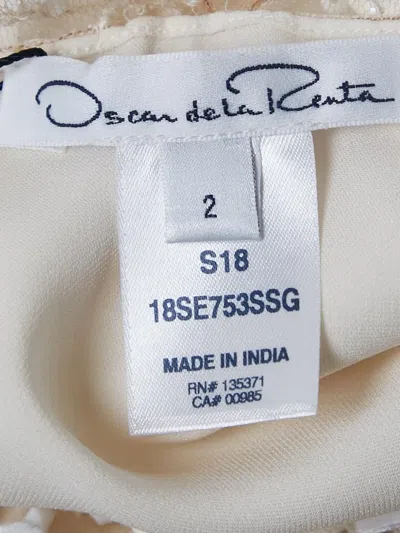 Oscar de la Renta
2
S18
18SE753SSG
MADE IN INDIA
RN# 135371
CA# 00985